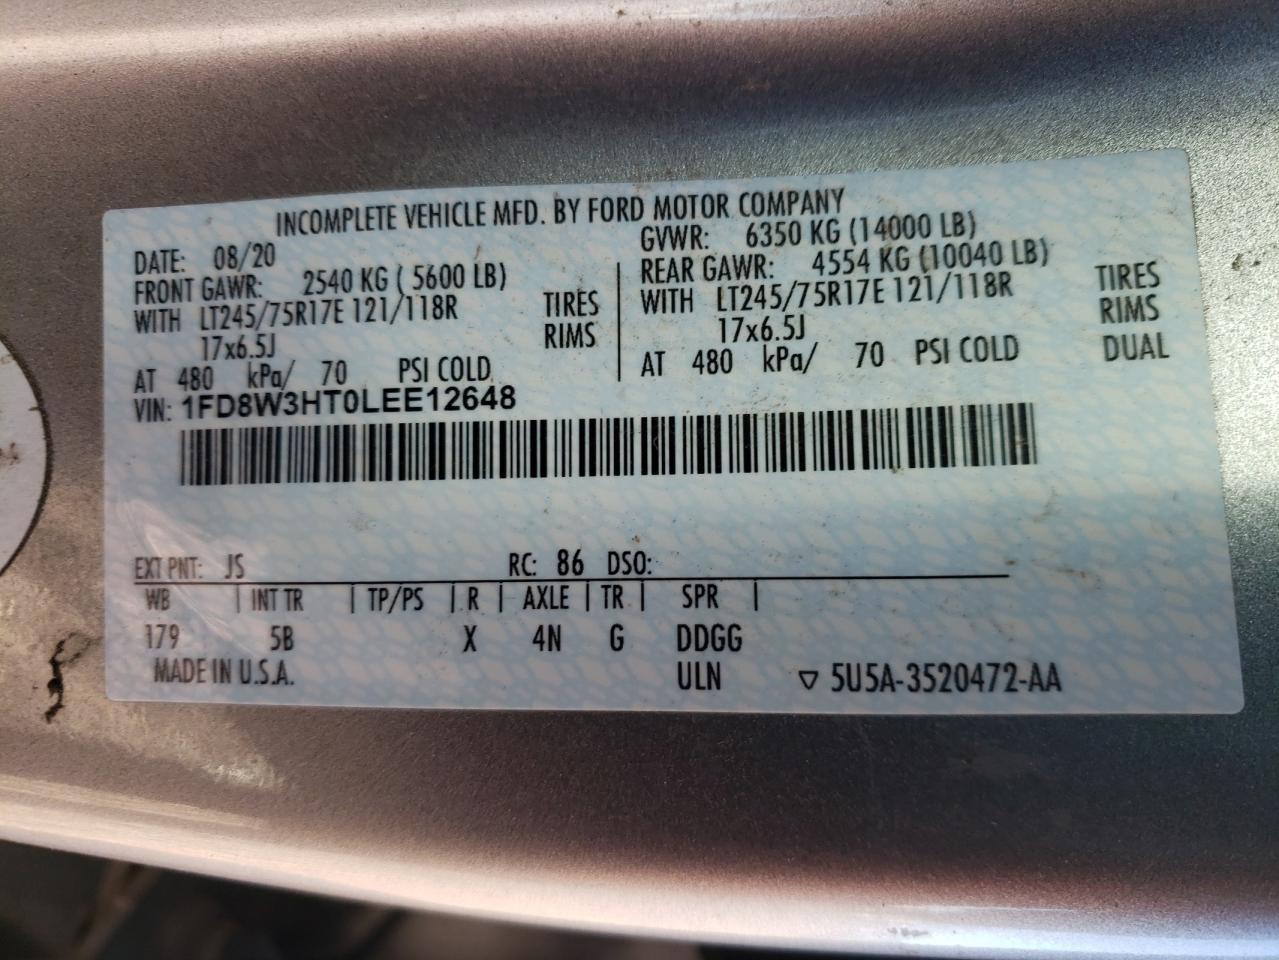 INCOMPLETE VEHICLE MFD. BY FORD MOTOR COMPANY
DATE: 08/20 GVWR: 6350 KG (14000 LB)
FRONT GAWR: 2540 KG ( 5600 LB) REAR GAWR: 4554 KG (10040 LB)
WITH LT245/75R17E 121/118R TIRES WITH LT245/75R17E 121/118R TIRES
17x6.5J RIMS 17x6.5J RIMS
AT 480 kPa/ 70 PSI COLD AT 480 kPa/ 70 PSI COLD DUAL
VIN: 1FD8W3HT0LEE12648
EXT PNT: JS RC: 86 DSO:
WB | INT TR | TP/PS | R | AXLE | TR | SPR |
179 5B X 4N G DDGG
MADE IN U.S.A. ULN ▽ 5U5A-3520472-AA